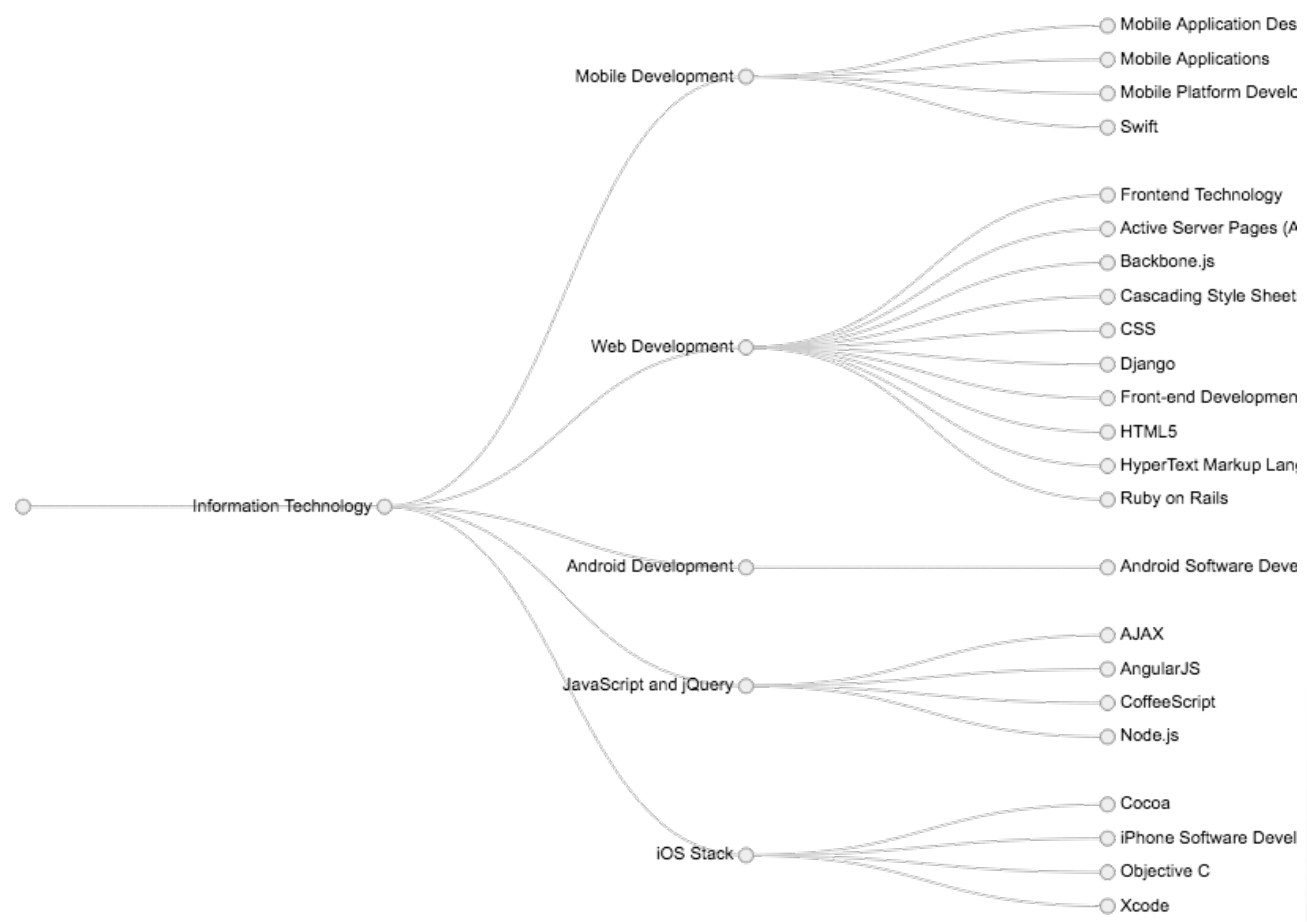 Mobile Application Des
Mobile Development
Mobile Applications
Mobile Platform Develo
Swift
Frontend Technology
Active Server Pages (A
Backbone.js
Cascading Style Sheet
CSS
Web Development
Django
Front-end Developmen
HTML5
HyperText Markup Lang
Ruby on Rails
Information Technology
Android Development
Android Software Deve
AJAX
AngularJS
JavaScript and jQuery
CoffeeScript
Node.js
Cocoa
iPhone Software Devel
iOS Stack
Objective C
Xcode